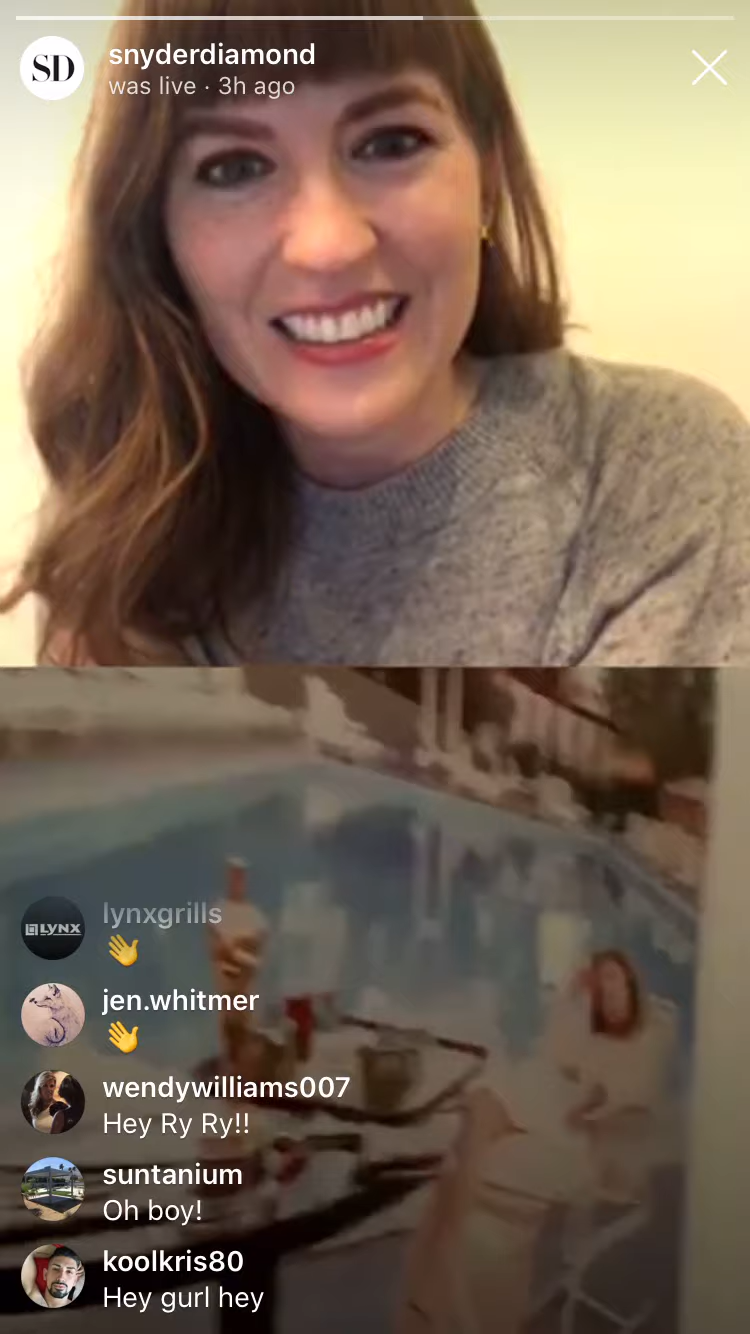 SD
snyderdiamond
was live · 3h ago
LYNX
lynxgrills
👋
jen.whitmer
👋
wendywilliams007
Hey Ry Ry!!
suntanium
Oh boy!
koolkris80
Hey gurl hey